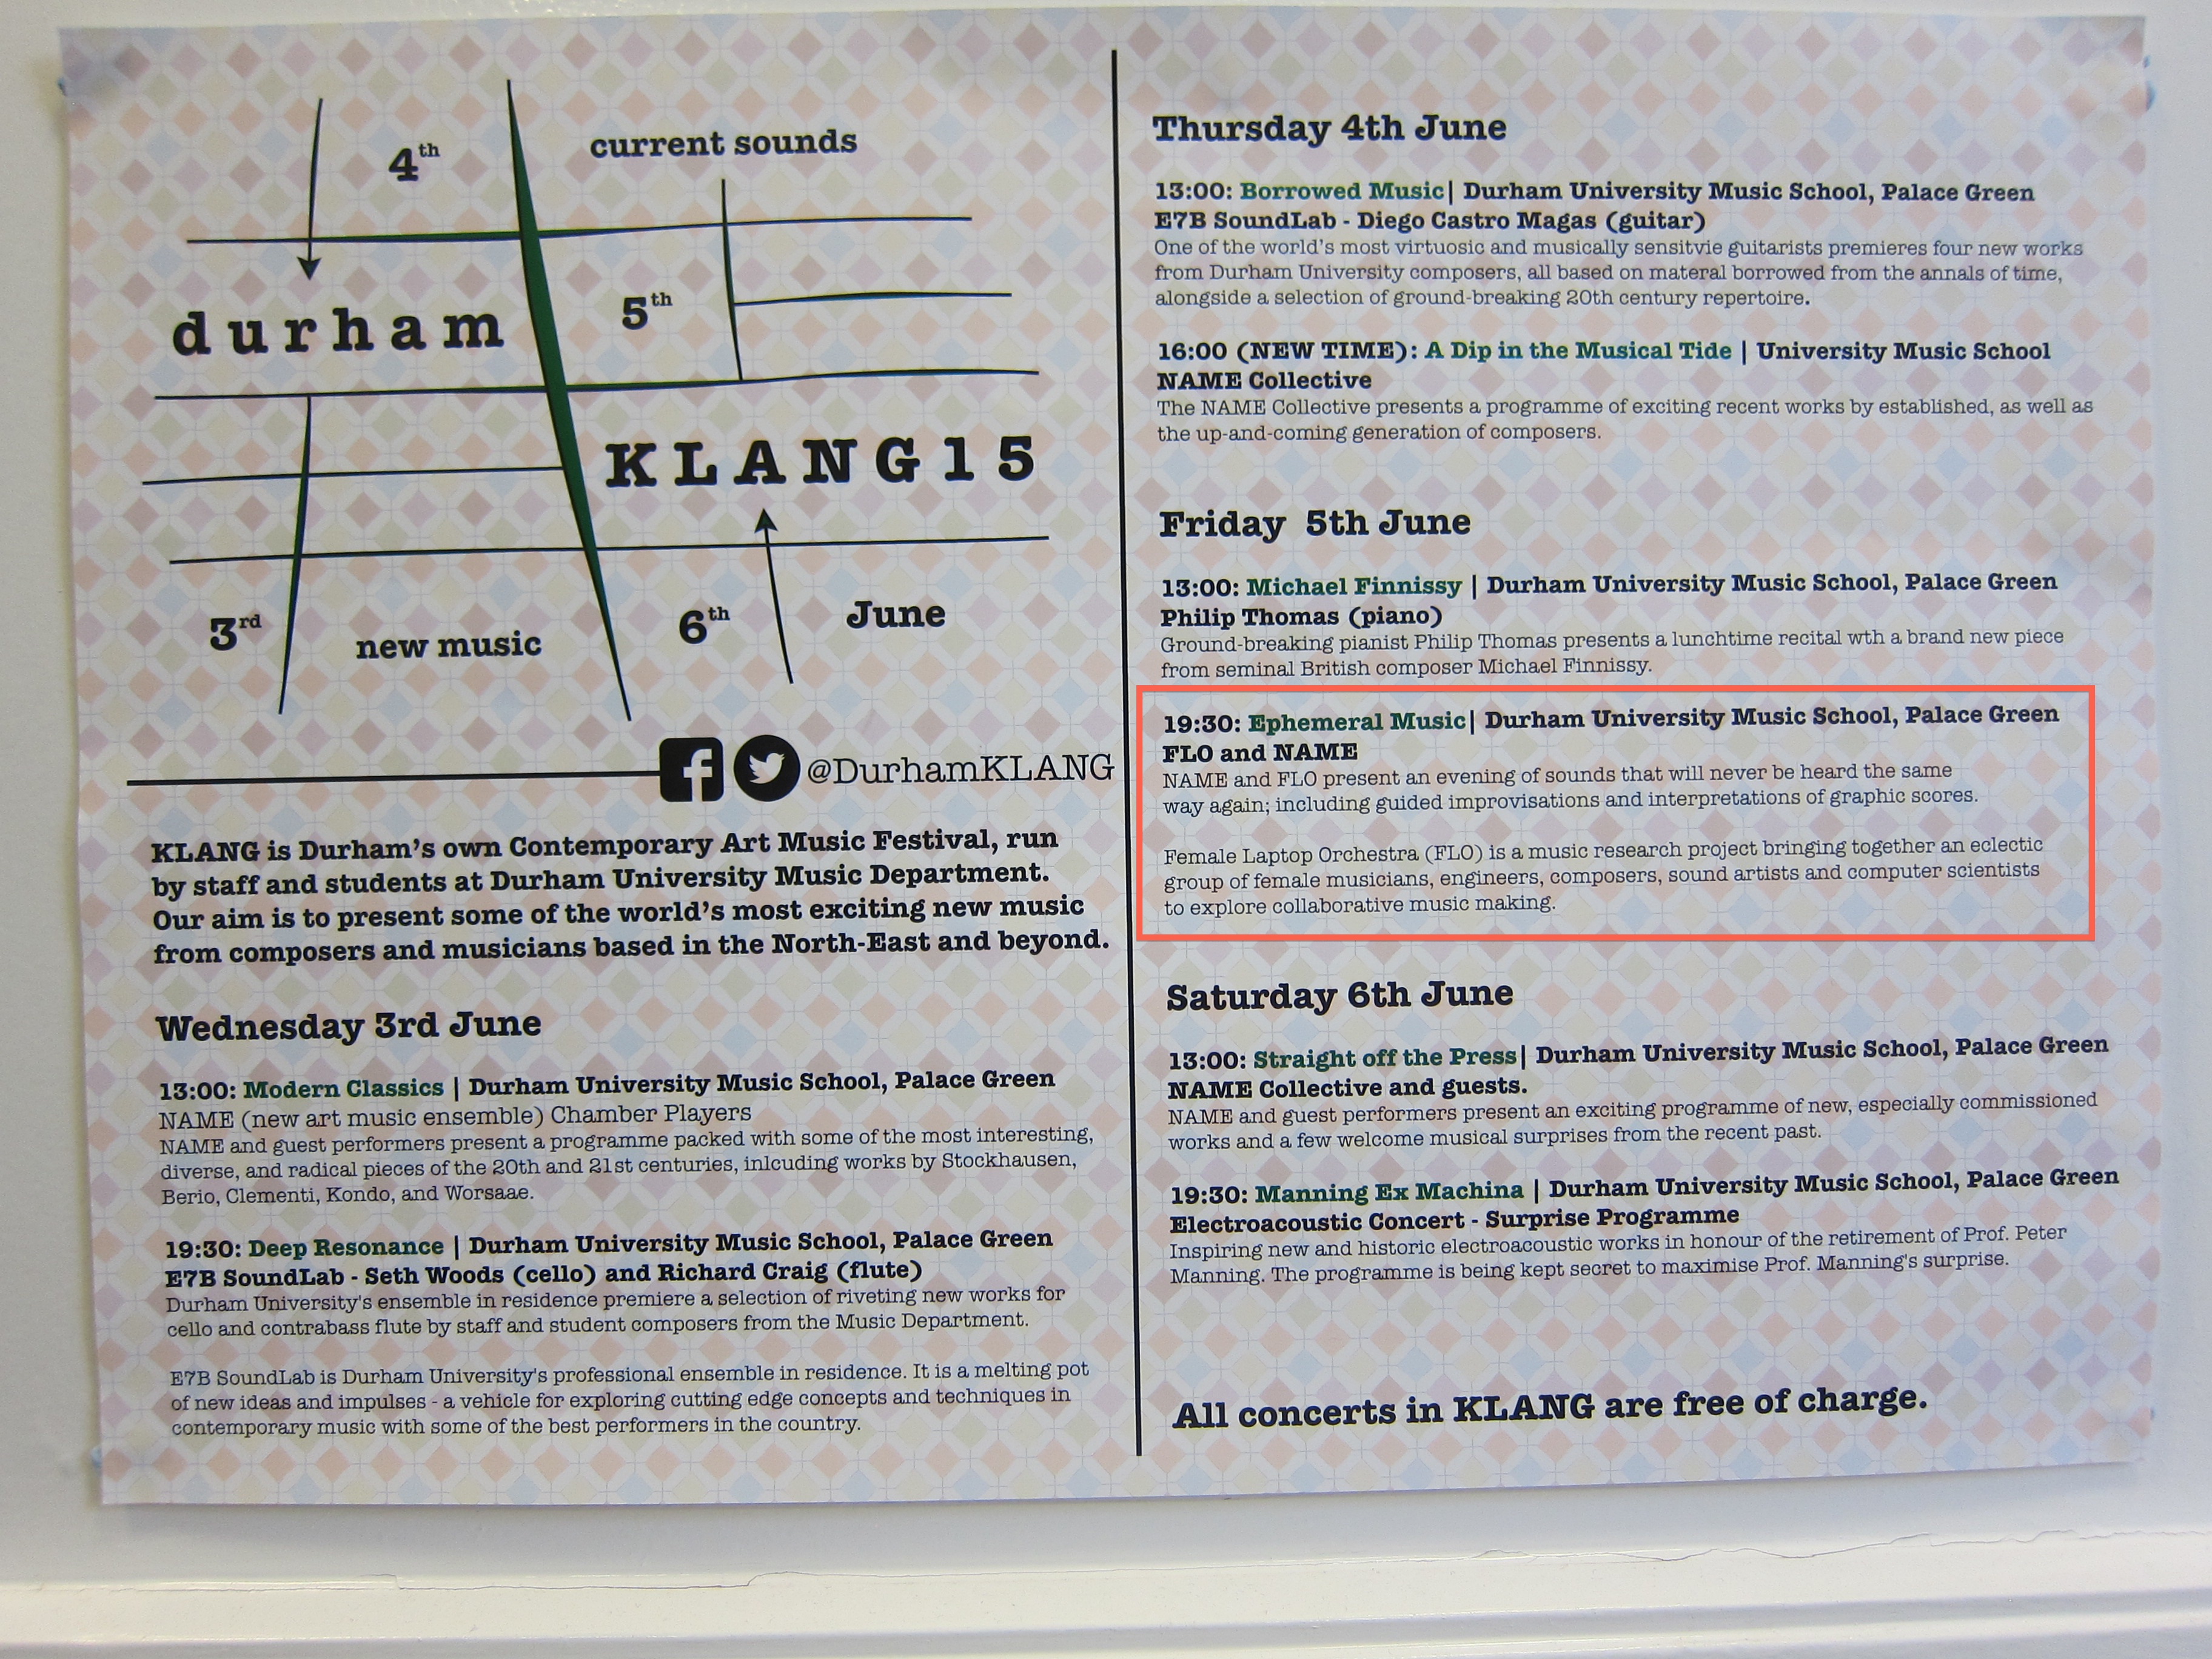 4th
current sounds
durham
5th
KLANG15
3rd
new music
6th
June
@DurhamKLANG
KLANG is Durham's own Contemporary Art Music Festival, run
by staff and students at Durham University Music Department.
Our aim is to present some of the world's most exciting new music
from composers and musicians based in the North-East and beyond.
Wednesday 3rd June
13:00: Modern Classics | Durham University Music School, Palace Green
NAME (new art music ensemble) Chamber Players
NAME and guest performers present a programme packed with some of the most interesting,
diverse, and radical pieces of the 20th and 21st centuries, inlcuding works by Stockhausen,
Berio, Clementi, Kondo, and Worsaae.
19:30: Deep Resonance | Durham University Music School, Palace Green
E7B SoundLab - Seth Woods (cello) and Richard Craig (flute)
Durham University's ensemble in residence premiere a selection of riveting new works for
cello and contrabass flute by staff and student composers from the Music Department.
E7B SoundLab is Durham University's professional ensemble in residence. It is a melting pot
of new ideas and impulses - a vehicle for exploring cutting edge concepts and techniques in
contemporary music with some of the best performers in the country.
Thursday 4th June
13:00: Borrowed Music| Durham University Music School, Palace Green
E7B SoundLab - Diego Castro Magas (guitar)
One of the world's most virtuosic and musically sensitvie guitarists premieres four new works
from Durham University composers, all based on materal borrowed from the annals of time,
alongside a selection of ground-breaking 20th century repertoire.
16:00 (NEW TIME): A Dip in the Musical Tide | University Music School
NAME Collective
The NAME Collective presents a programme of exciting recent works by established, as well as
the up-and-coming generation of composers.
Friday 5th June
13:00: Michael Finnissy | Durham University Music School, Palace Green
Philip Thomas (piano)
Ground-breaking pianist Philip Thomas presents a lunchtime recital wth a brand new piece
from seminal British composer Michael Finnissy.
19:30: Ephemeral Music| Durham University Music School, Palace Green
FLO and NAME
NAME and FLO present an evening of sounds that will never be heard the same
way again; including guided improvisations and interpretations of graphic scores.
Female Laptop Orchestra (FLO) is a music research project bringing together an eclectic
group of female musicians, engineers, composers, sound artists and computer scientists
to explore collaborative music making.
Saturday 6th June
13:00: Straight off the Press| Durham University Music School, Palace Green
NAME Collective and guests.
NAME and guest performers present an exciting programme of new, especially commissioned
works and a few welcome musical surprises from the recent past.
19:30: Manning Ex Machina | Durham University Music School, Palace Green
Electroacoustic Concert - Surprise Programme
Inspiring new and historic electroacoustic works in honour of the retirement of Prof. Peter
Manning. The programme is being kept secret to maximise Prof. Manning's surprise.
All concerts in KLANG are free of charge.